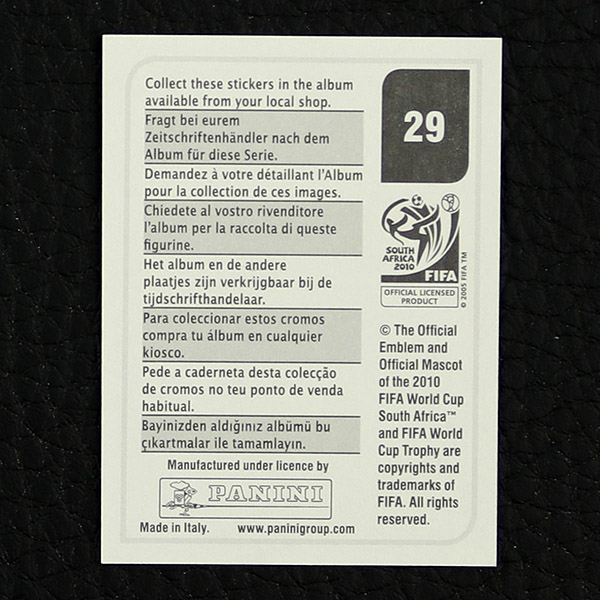 Collect these stickers in the album
available from your local shop.
Fragt bei eurem
Zeitschriftenhändler nach dem
Album für diese Serie.
Demandez à votre détaillant l'Album
pour la collection de ces images.
Chiedete al vostro rivenditore
l'album per la raccolta di queste
figurine.
Het album en de andere
plaatjes zijn verkrijgbaar bij de
tijdschrifthandelaar.
Para coleccionar estos cromos
compra tu álbum en cualquier
kiosco.
Pede a caderneta desta colecção
de cromos no teu ponto de venda
habitual.
Bayinizden aldığınız albümü bu
çıkartmalar ile tamamlayın.
Manufactured under licence by
PANINI
Made in Italy. www.paninigroup.com
29
SOUTH
AFRICA
2010
FIFA
OFFICIAL LICENSED
PRODUCT
© 2005 FIFA TM
© The Official
Emblem and
Official Mascot
of the 2010
FIFA World Cup
South Africa™
and FIFA World
Cup Trophy are
copyrights and
trademarks of
FIFA. All rights
reserved.